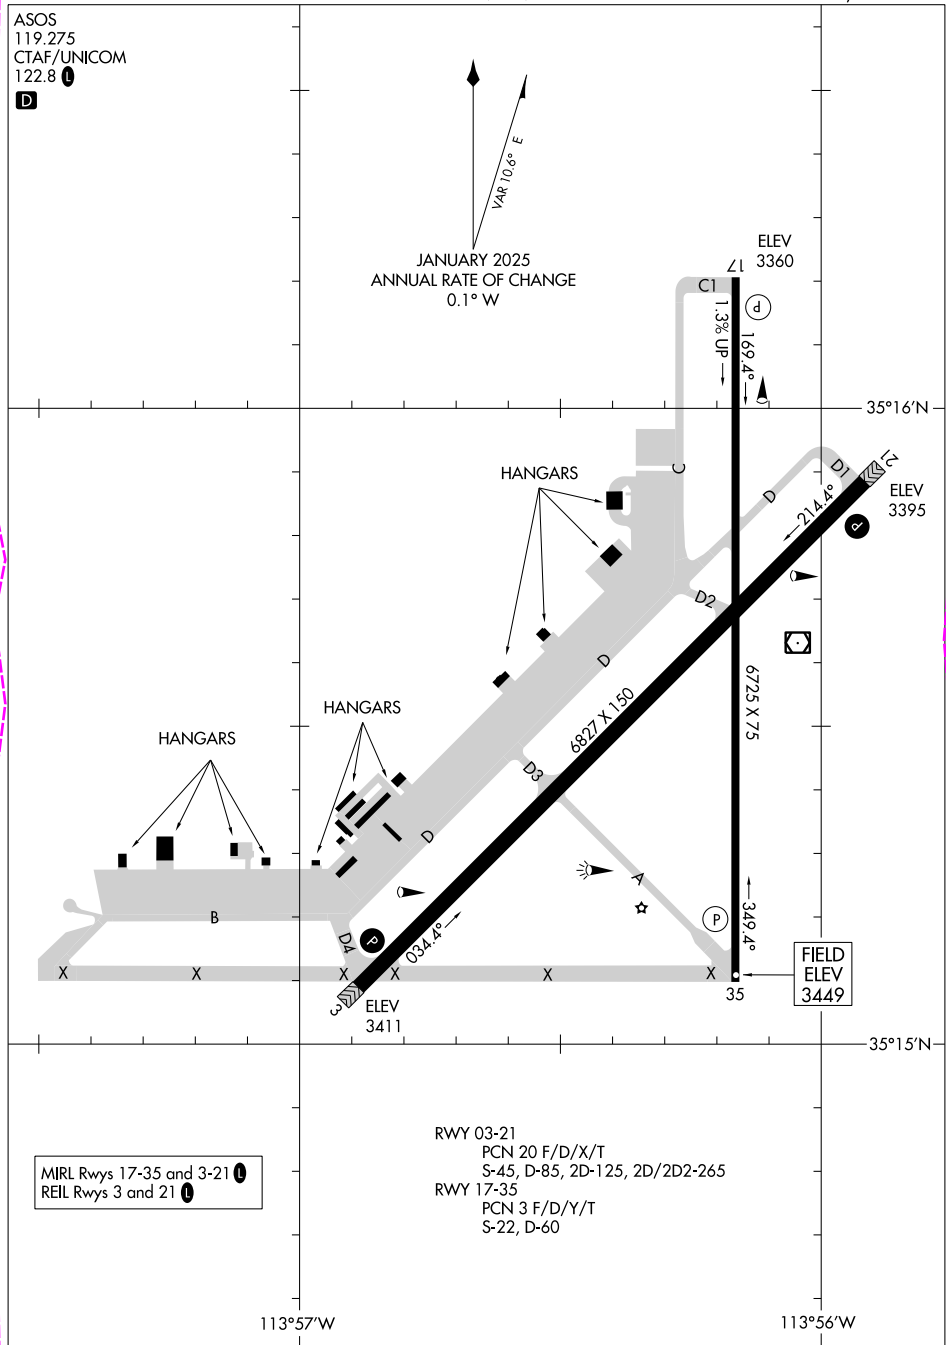 ASOS
119.275
CTAF/UNICOM
122.8 L
D
VAR 10.6° E
JANUARY 2025
ANNUAL RATE OF CHANGE
0.1° W
ELEV
3360
17
C1
P
1.3% UP
169.4°
35°16'N
HANGARS
C
D
D1
21
ELEV
3395
214.4°
P
D2
D
6725 X 75
6827 X 150
HANGARS
HANGARS
D3
D
A
B
D4
P
034.4°
P
349.4°
X
X
X
X
X
X
FIELD
ELEV
3449
3
ELEV
3411
35
35°15'N
RWY 03-21
PCN 20 F/D/X/T
S-45, D-85, 2D-125, 2D/2D2-265
RWY 17-35
PCN 3 F/D/Y/T
S-22, D-60
MIRL Rwys 17-35 and 3-21 L
REIL Rwys 3 and 21 L
113°57'W
113°56'W